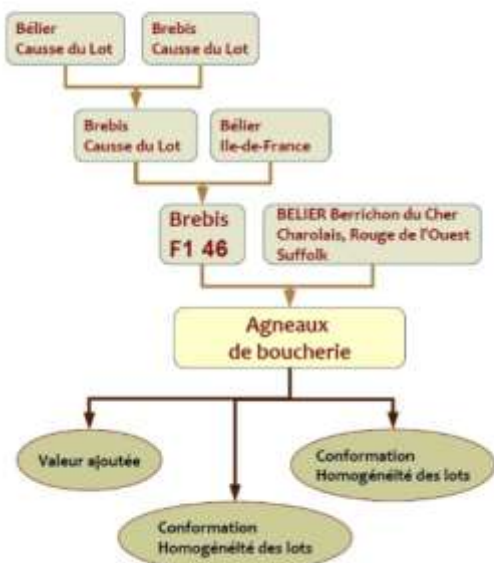 Bélier
Causse du Lot
Brebis
Causse du Lot
Brebis
Causse du Lot
Bélier
Ile-de-France
Brebis
F1 46
BELIER Berrichon du Cher
Charolais, Rouge de l'Ouest
Suffolk
Agneaux
de boucherie
Valeur ajoutée
Conformation
Homogénéité des lots
Conformation
Homogénéité des lots